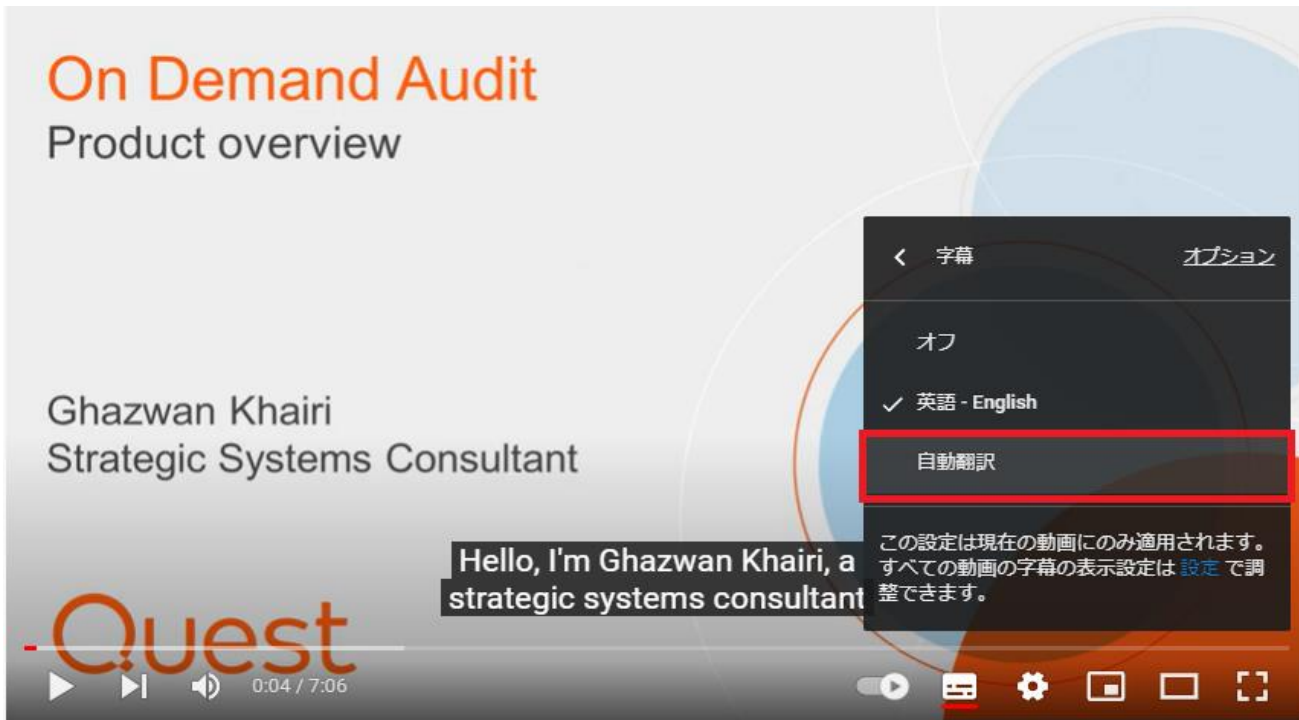 On Demand Audit
Product overview
Ghazwan Khairi
Strategic Systems Consultant
字幕 オプション
オフ
英語 - English
自動翻訳
この設定は現在の動画にのみ適用されます。
すべての動画の字幕の表示設定は 設定 で調
整できます。
Hello, I'm Ghazwan Khairi, a
strategic systems consultant
Quest
0:04 / 7:06